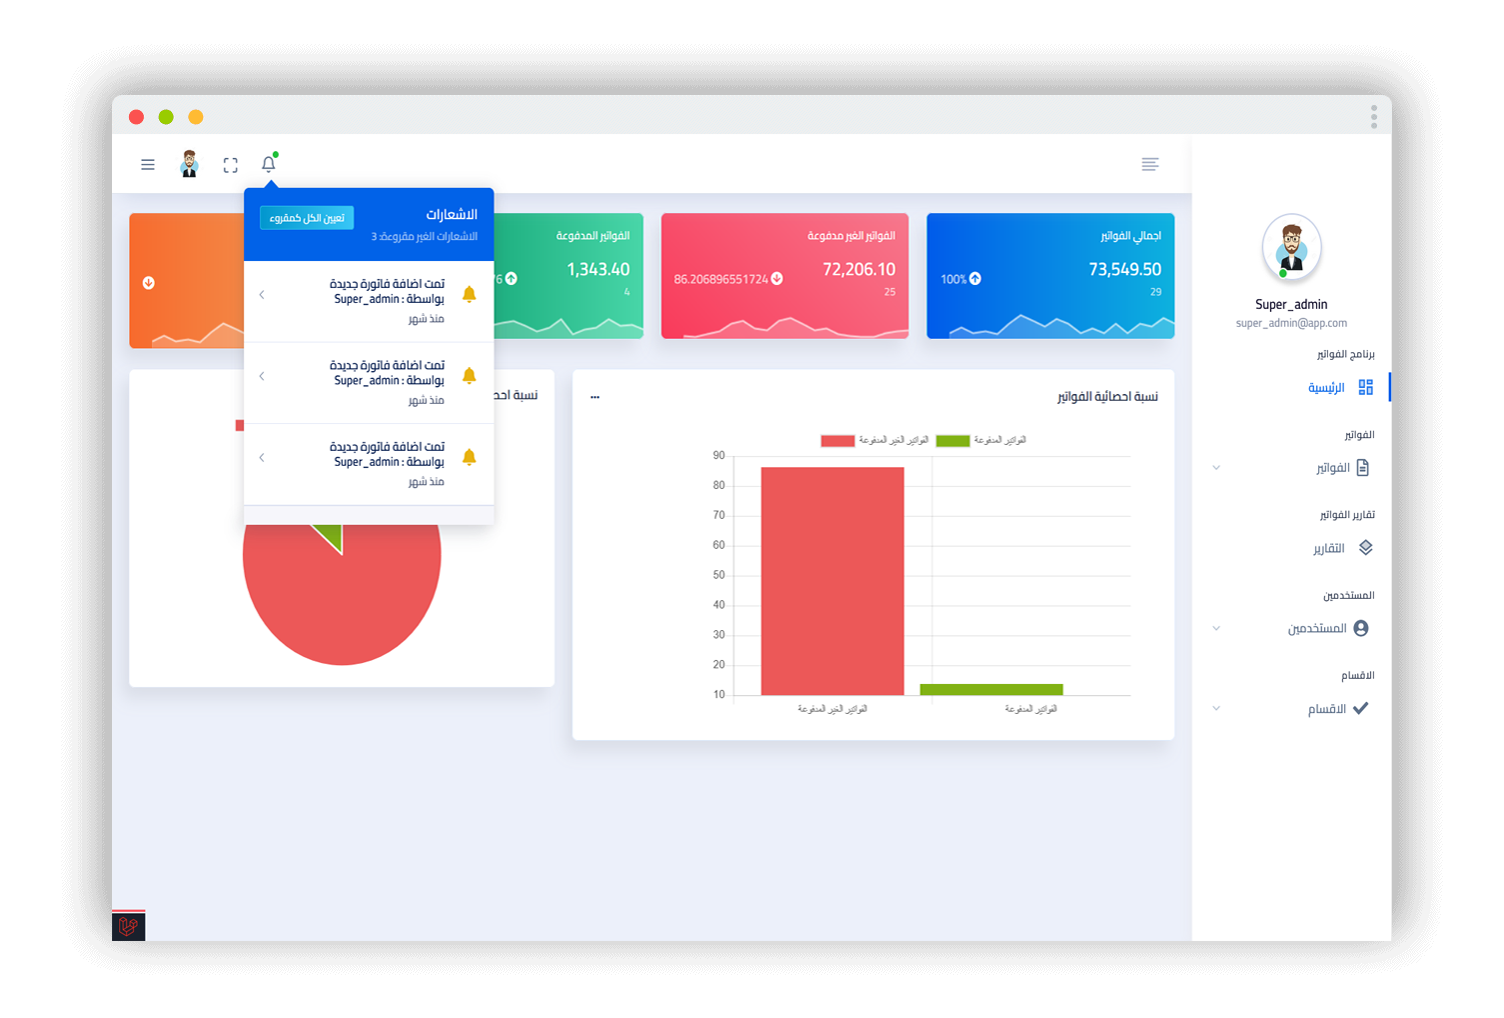 Super_admin
super_admin@app.com
برنامج الفواتير
الرئيسية
الفواتير
الفواتير
تقارير الفواتير
التقارير
المستخدمين
المستخدمين
الاقسام
الاقسام
اجمالي الفواتير
73,549.50
100%
29
الفواتير الغير مدفوعة
72,206.10
86.206896551724
25
الفواتير المدفوعة
1,343.40
4
الاشعارات
تعيين الكل كمقروء
الاشعارات الغير مقروءة: 3
تمت اضافة فاتورة جديدة
بواسطة : Super_admin
منذ شهر
تمت اضافة فاتورة جديدة
بواسطة : Super_admin
منذ شهر
تمت اضافة فاتورة جديدة
بواسطة : Super_admin
منذ شهر
نسبة احصائية الفواتير
الفواتير المدفوعة
الفواتير الغير المدفوعة
90
80
70
60
50
40
30
20
10
الفواتير الغير المدفوعة
الفواتير المدفوعة
نسبة